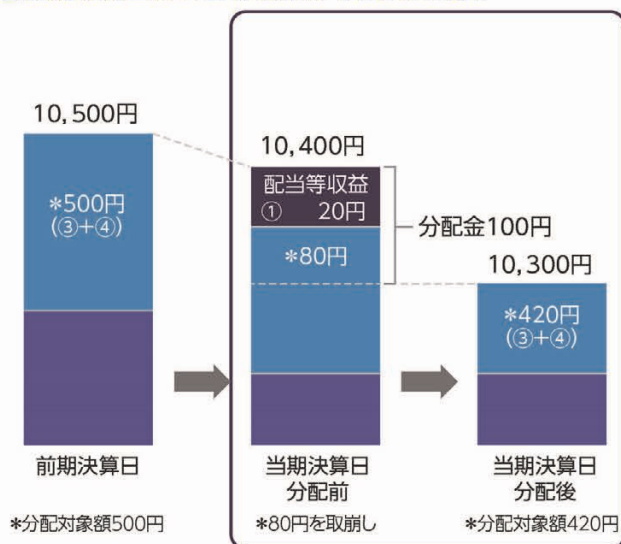 10,500円
*500円
(③+④)
前期決算日
*分配対象額500円
10,400円
配当等収益
① 20円
*80円
分配金100円
当期決算日
分配前
*80円を取崩し
10,300円
*420円
(③+④)
当期決算日
分配後
*分配対象額420円